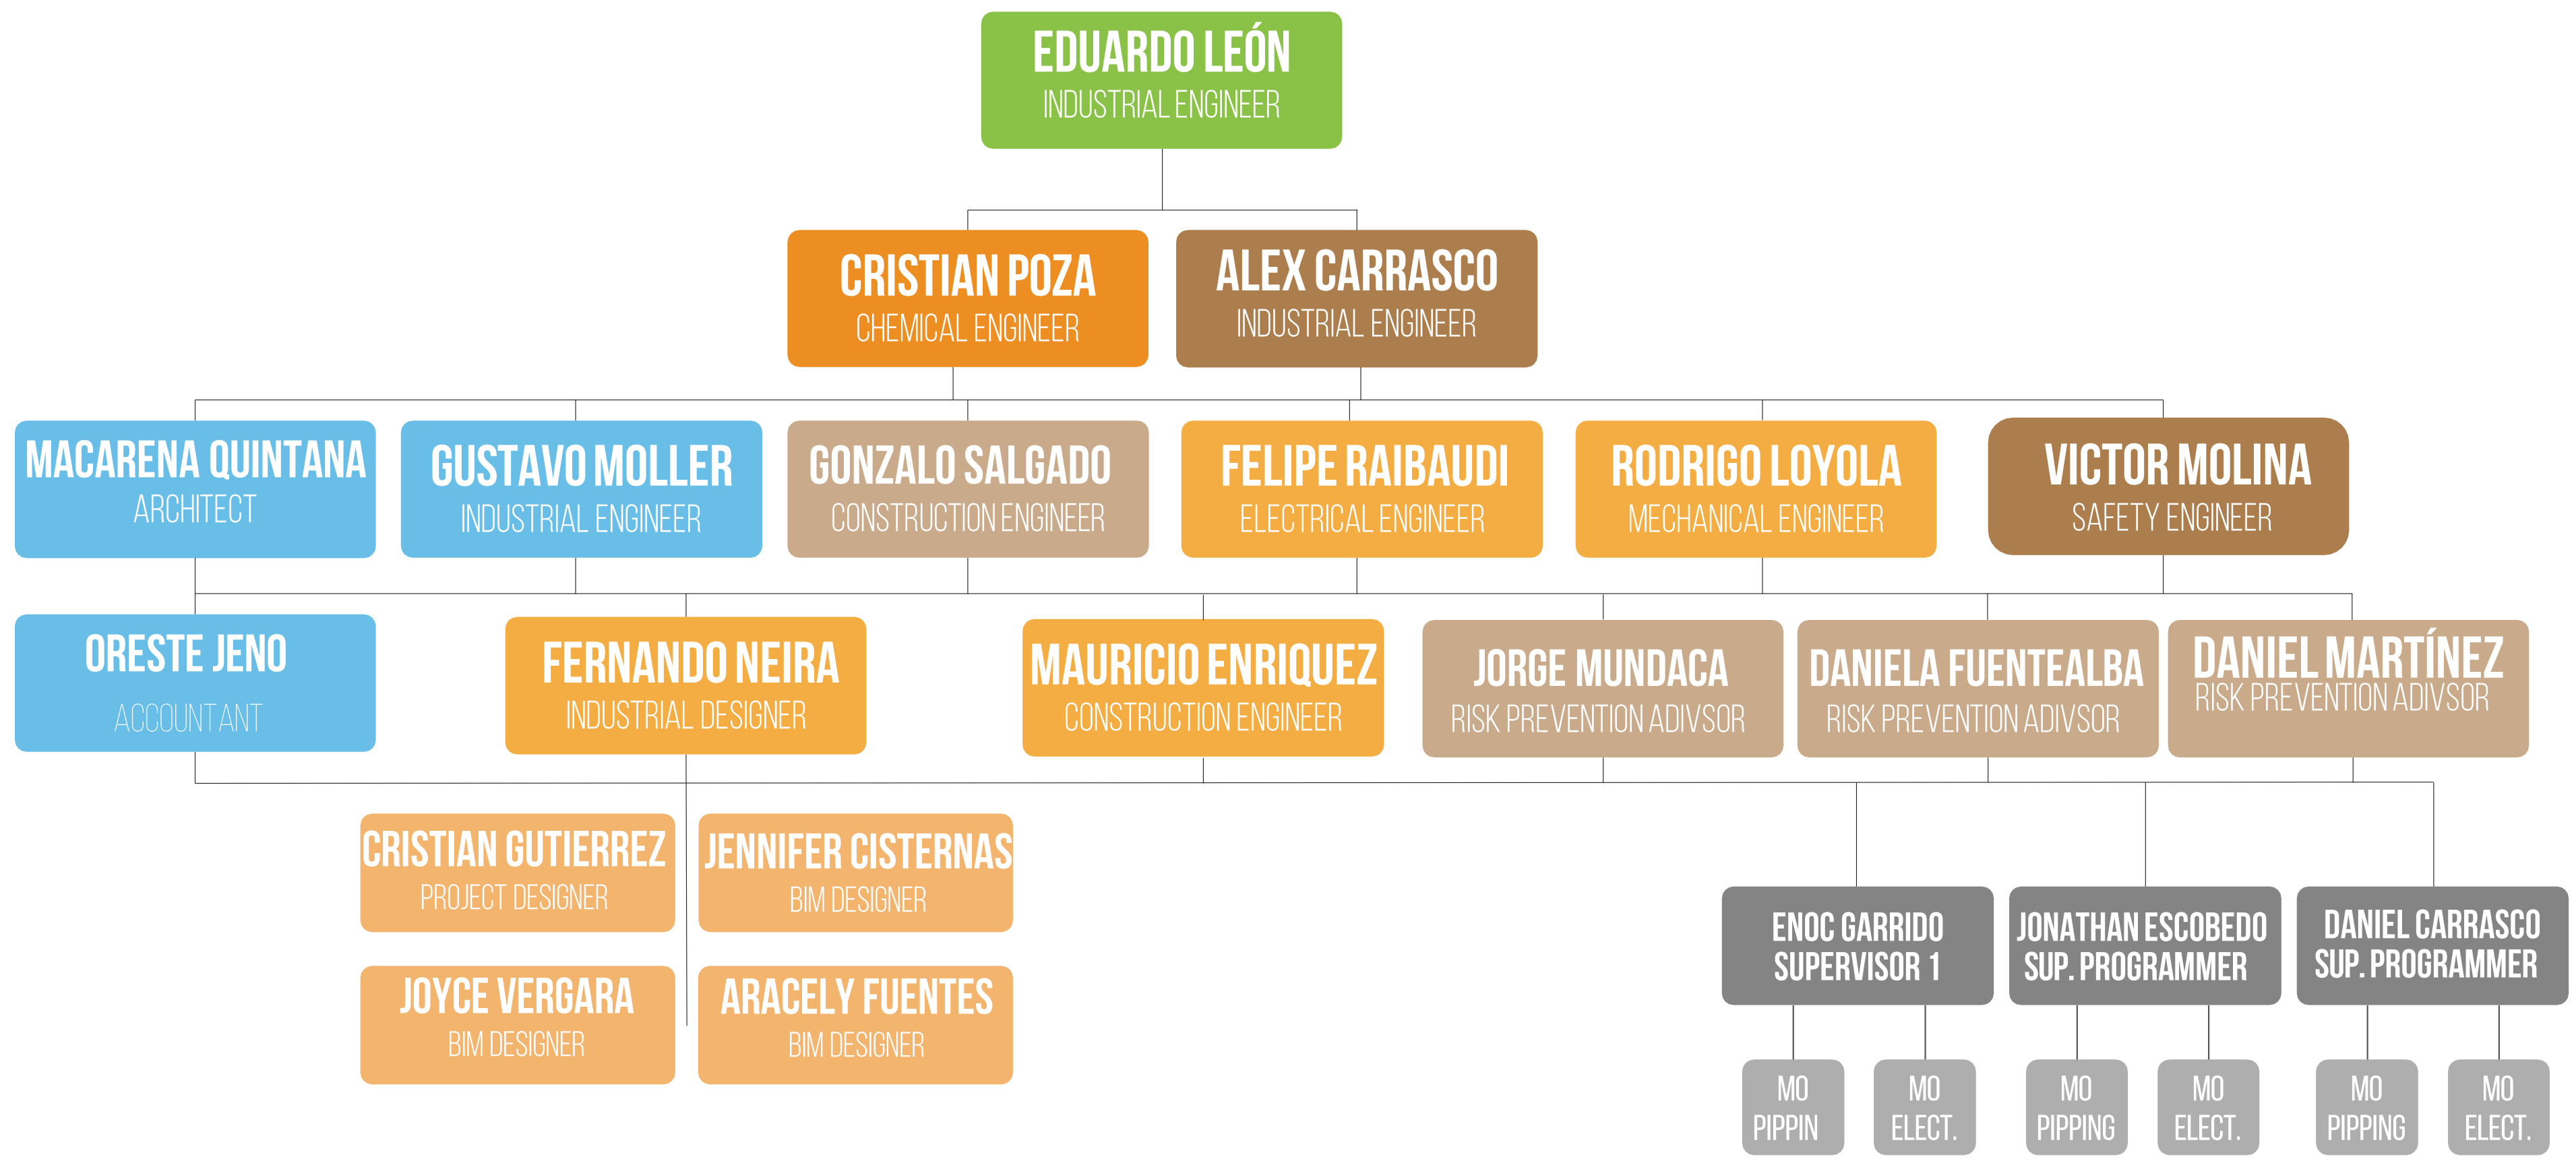 EDUARDO LEÓN
INDUSTRIAL ENGINEER
CRISTIAN POZA
CHEMICAL ENGINEER
ALEX CARRASCO
INDUSTRIAL ENGINEER
MACARENA QUINTANA
ARCHITECT
GUSTAVO MOLLER
INDUSTRIAL ENGINEER
GONZALO SALGADO
CONSTRUCTION ENGINEER
FELIPE RAIBAUDI
ELECTRICAL ENGINEER
RODRIGO LOYOLA
MECHANICAL ENGINEER
VICTOR MOLINA
SAFETY ENGINEER
ORESTE JENO
ACCOUNTANT
FERNANDO NEIRA
INDUSTRIAL DESIGNER
MAURICIO ENRIQUEZ
CONSTRUCTION ENGINEER
JORGE MUNDACA
RISK PREVENTION ADIVSOR
DANIELA FUENTEALBA
RISK PREVENTION ADIVSOR
DANIEL MARTÍNEZ
RISK PREVENTION ADIVSOR
CRISTIAN GUTIERREZ
PROJECT DESIGNER
JENNIFER CISTERNAS
BIM DESIGNER
JOYCE VERGARA
BIM DESIGNER
ARACELY FUENTES
BIM DESIGNER
ENOC GARRIDO
SUPERVISOR 1
JONATHAN ESCOBEDO
SUP. PROGRAMMER
DANIEL CARRASCO
SUP. PROGRAMMER
MO
PIPPIN
MO
ELECT.
MO
PIPPING
MO
ELECT.
MO
PIPPING
MO
ELECT.